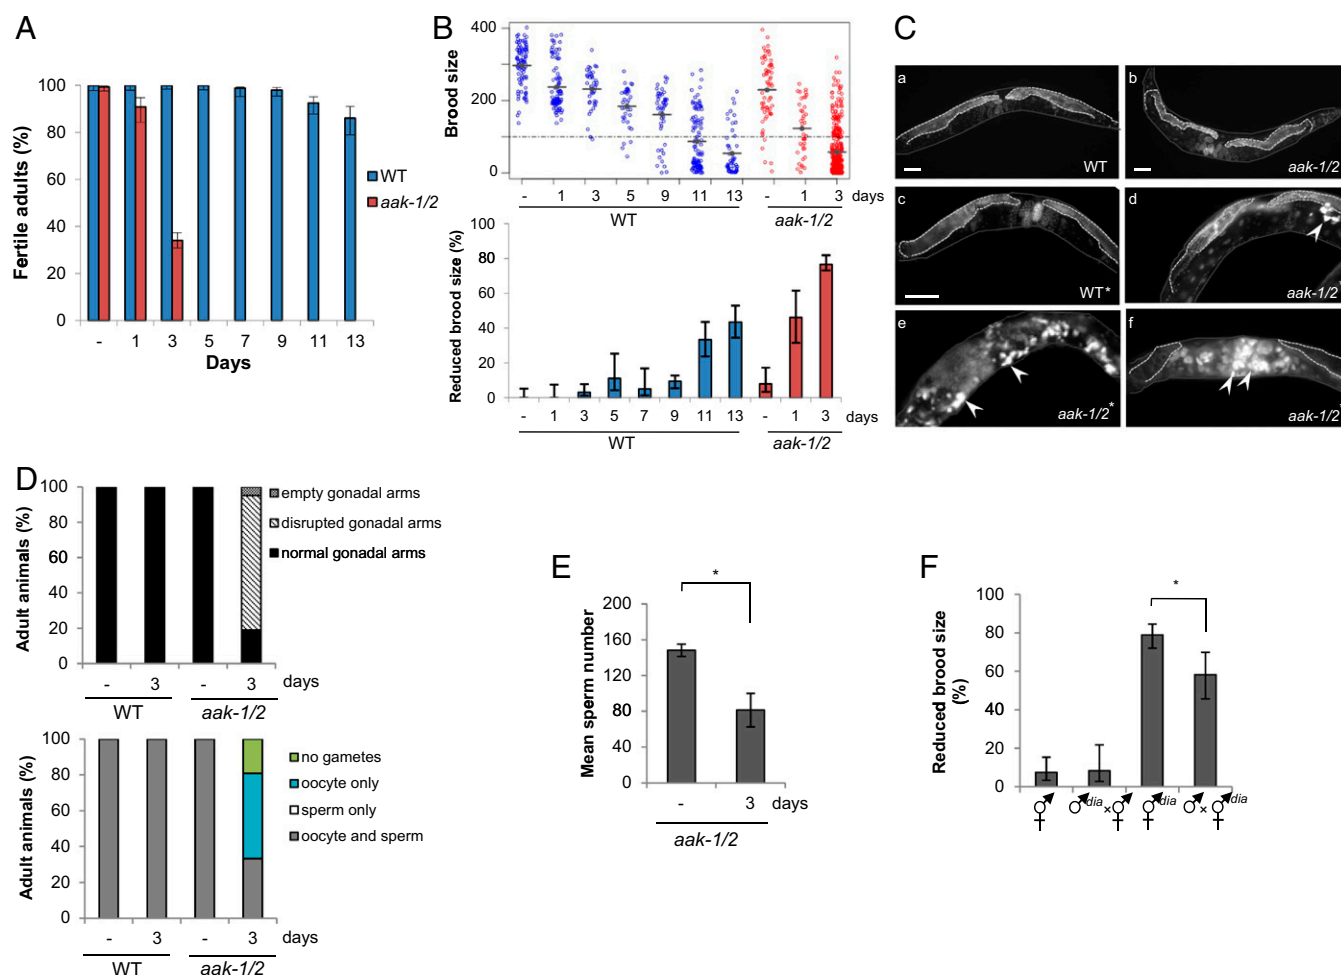 A
Fertile adults (%)
100
80
60
40
20
0
- 1 3 5 7 9 11 13
Days
WT
aak-1/2
B
Brood size
400
200
0
- 1 3 5 9 11 13 - 1 3 days
WT aak-1/2
Reduced brood size (%)
100
80
60
40
20
0
- 1 3 5 7 9 11 13 - 1 3 days
WT aak-1/2
C
a
WT
b
aak-1/2
c
WT*
d
aak-1/2
e
aak-1/2*
f
aak-1/2
D
Adult animals (%)
100
80
60
40
20
0
- 3 - 3 days
WT aak-1/2
empty gonadal arms
disrupted gonadal arms
normal gonadal arms
Adult animals (%)
100
80
60
40
20
0
- 3 - 3 days
WT aak-1/2
no gametes
oocyte only
sperm only
oocyte and sperm
E
Mean sperm number
200
160
120
80
40
0
*
- 3 days
aak-1/2
F
Reduced brood size
(%)
100
80
60
40
20
0
*
⚥ ♂dia × ⚥ ⚥dia ♂ × ⚥dia